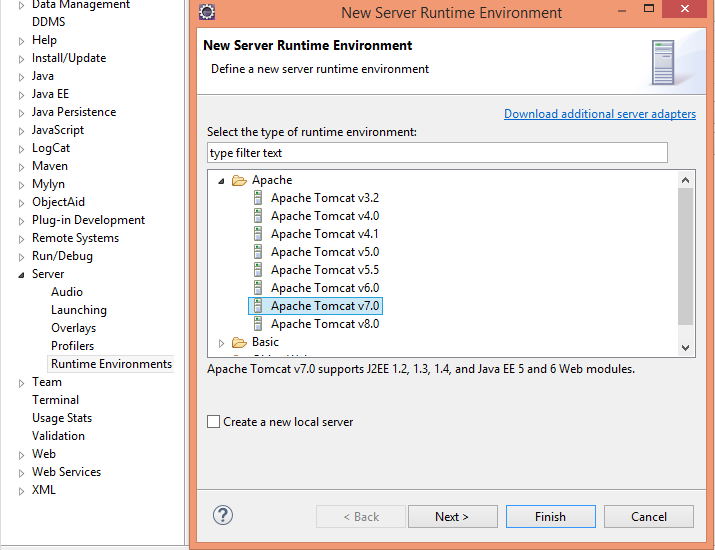 Data Management
DDMS
Help
Install/Update
Java
Java EE
Java Persistence
JavaScript
LogCat
Maven
Mylyn
ObjectAid
Plug-in Development
Remote Systems
Run/Debug
Server
Audio
Launching
Overlays
Profilers
Runtime Environments
Team
Terminal
Usage Stats
Validation
Web
Web Services
XML
New Server Runtime Environment
New Server Runtime Environment
Define a new server runtime environment
Download additional server adapters
Select the type of runtime environment:
type filter text
Apache
Apache Tomcat v3.2
Apache Tomcat v4.0
Apache Tomcat v4.1
Apache Tomcat v5.0
Apache Tomcat v5.5
Apache Tomcat v6.0
Apache Tomcat v7.0
Apache Tomcat v8.0
Basic
Apache Tomcat v7.0 supports J2EE 1.2, 1.3, 1.4, and Java EE 5 and 6 Web modules.
Create a new local server
? < Back Next > Finish Cancel